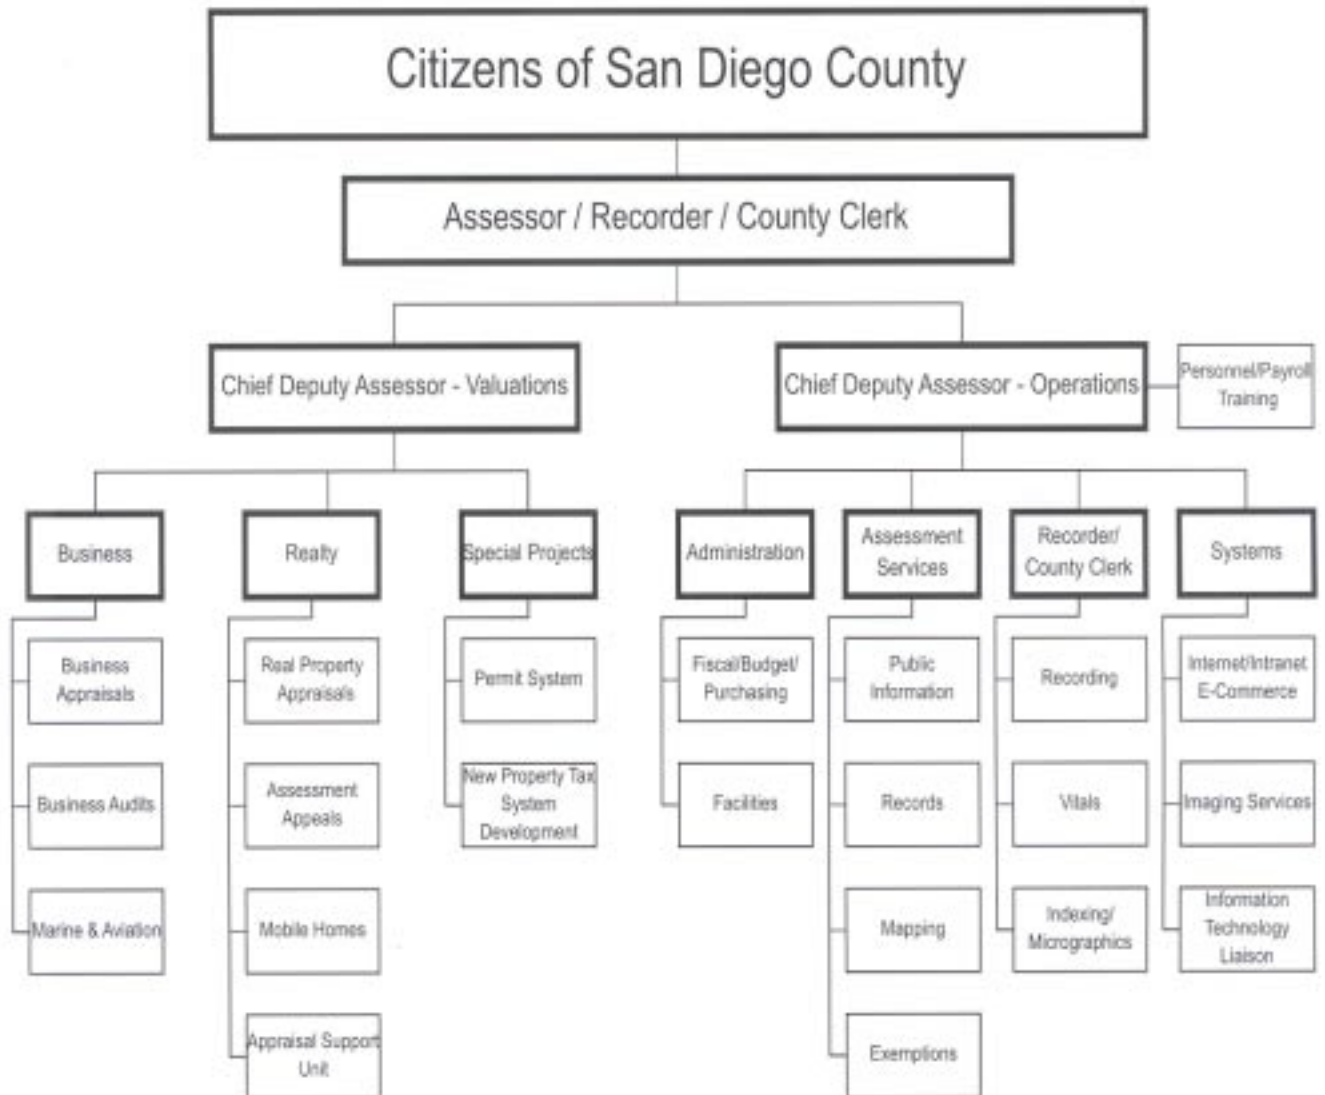 Citizens of San Diego County
Assessor / Recorder / County Clerk
Chief Deputy Assessor - Valuations
Chief Deputy Assessor - Operations
Personnel/Payroll
Training
Business
Realty
Special Projects
Administration
Assessment
Services
Recorder/
County Clerk
Systems
Business
Appraisals
Real Property
Appraisals
Permit System
Fiscal/Budget/
Purchasing
Public
Information
Recording
Internet/Intranet
E-Commerce
Business Audits
Assessment
Appeals
New Property Tax
System
Development
Facilities
Records
Vitals
Imaging Services
Marine & Aviation
Mobile Homes
Mapping
Indexing/
Micrographics
Information
Technology
Liaison
Appraisal Support
Unit
Exemptions